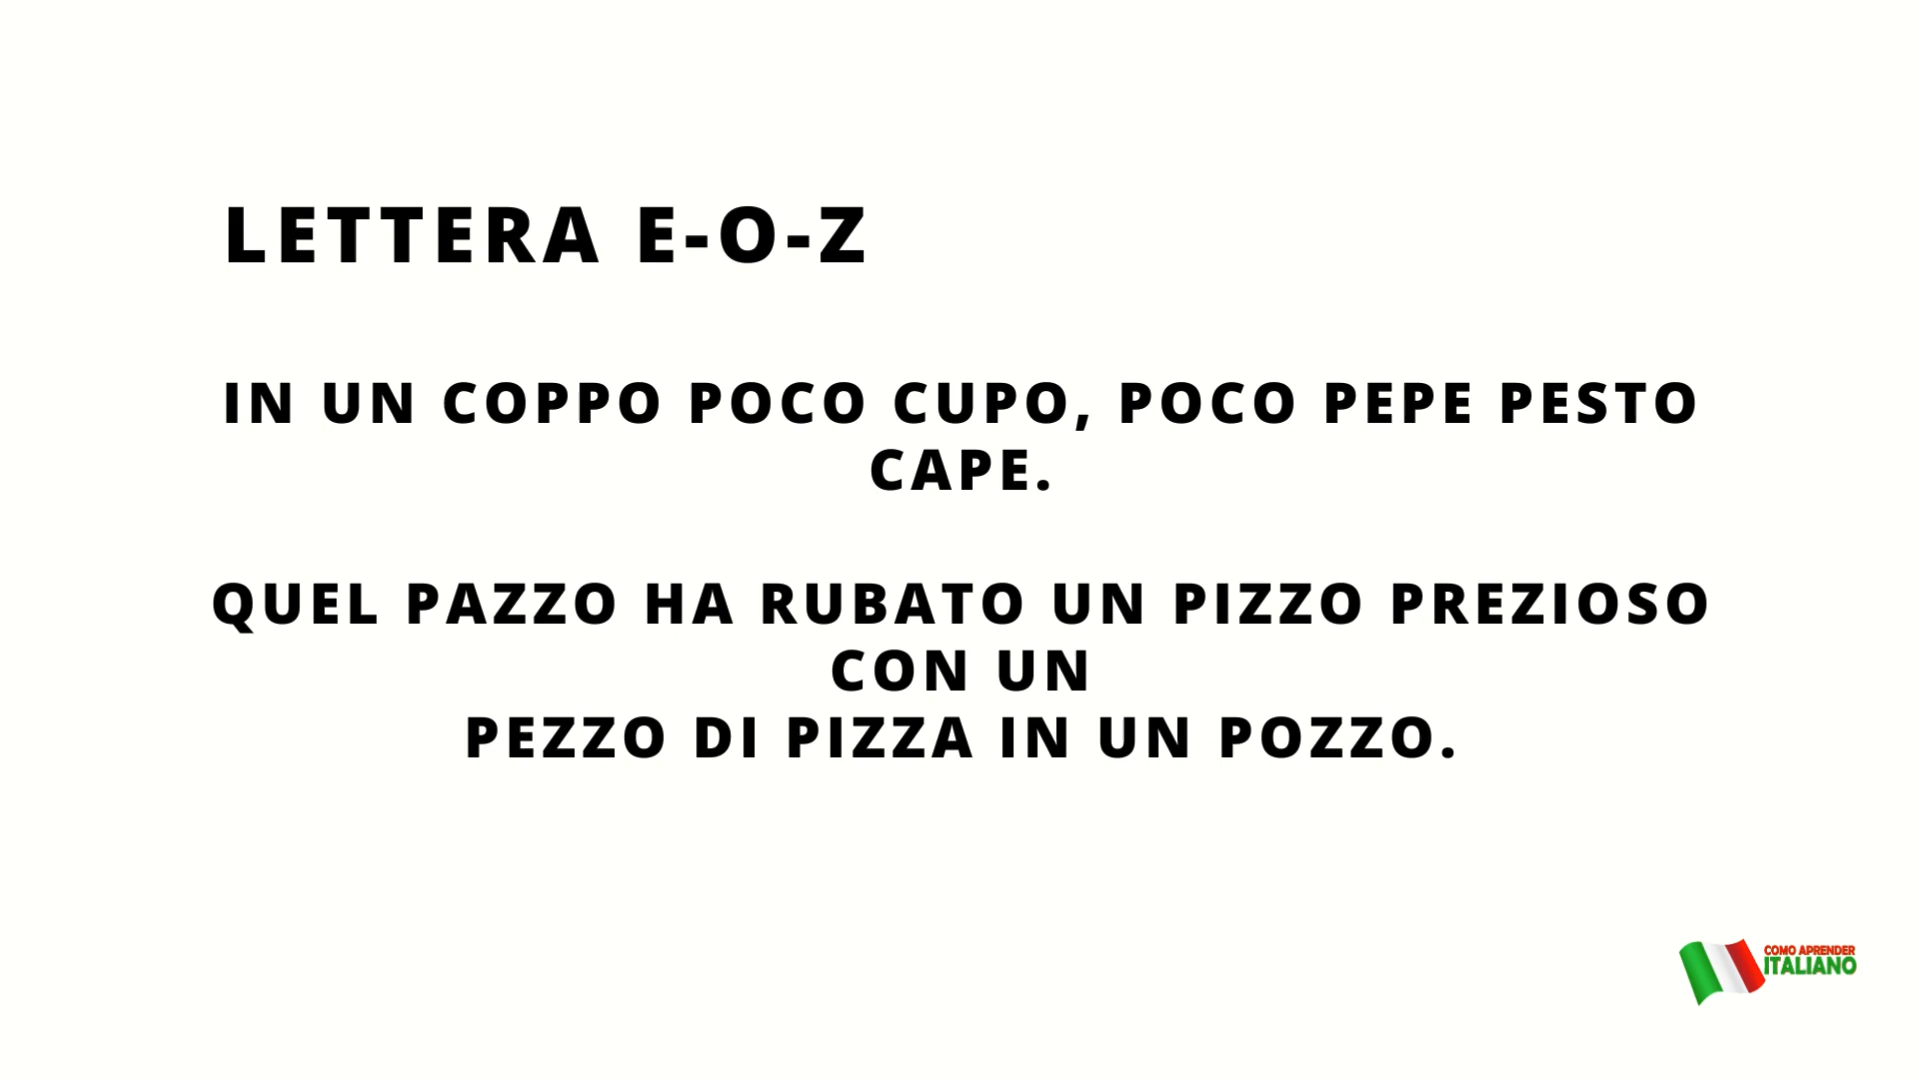 LETTERA E-O-Z
IN UN COPPO POCO CUPO, POCO PEPE PESTO
CAPE.
QUEL PAZZO HA RUBATO UN PIZZO PREZIOSO
CON UN
PEZZO DI PIZZA IN UN POZZO.
COMO APRENDER
ITALIANO